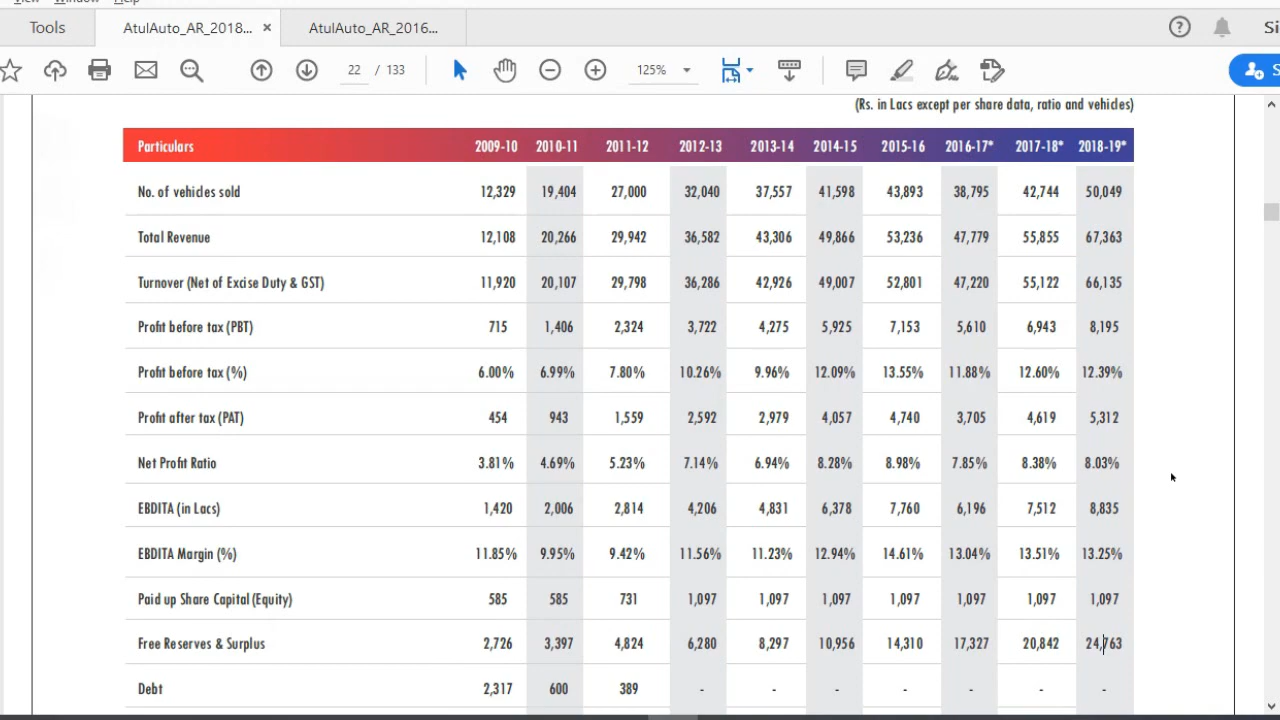 View Window Help
Tools AtulAuto_AR_2018... × AtulAuto_AR_2016...
22 / 133 125%
(Rs. in Lacs except per share data, ratio and vehicles)
Particulars 2009-10 2010-11 2011-12 2012-13 2013-14 2014-15 2015-16 2016-17* 2017-18* 2018-19*
No. of vehicles sold 12,329 19,404 27,000 32,040 37,557 41,598 43,893 38,795 42,744 50,049
Total Revenue 12,108 20,266 29,942 36,582 43,306 49,866 53,236 47,779 55,855 67,363
Turnover (Net of Excise Duty & GST) 11,920 20,107 29,798 36,286 42,926 49,007 52,801 47,220 55,122 66,135
Profit before tax (PBT) 715 1,406 2,324 3,722 4,275 5,925 7,153 5,610 6,943 8,195
Profit before tax (%) 6.00% 6.99% 7.80% 10.26% 9.96% 12.09% 13.55% 11.88% 12.60% 12.39%
Profit after tax (PAT) 454 943 1,559 2,592 2,979 4,057 4,740 3,705 4,619 5,312
Net Profit Ratio 3.81% 4.69% 5.23% 7.14% 6.94% 8.28% 8.98% 7.85% 8.38% 8.03%
EBDITA (in Lacs) 1,420 2,006 2,814 4,206 4,831 6,378 7,760 6,196 7,512 8,835
EBDITA Margin (%) 11.85% 9.95% 9.42% 11.56% 11.23% 12.94% 14.61% 13.04% 13.51% 13.25%
Paid up Share Capital (Equity) 585 585 731 1,097 1,097 1,097 1,097 1,097 1,097 1,097
Free Reserves & Surplus 2,726 3,397 4,824 6,280 8,297 10,956 14,310 17,327 20,842 24,763
Debt 2,317 600 389 - - - - - - -